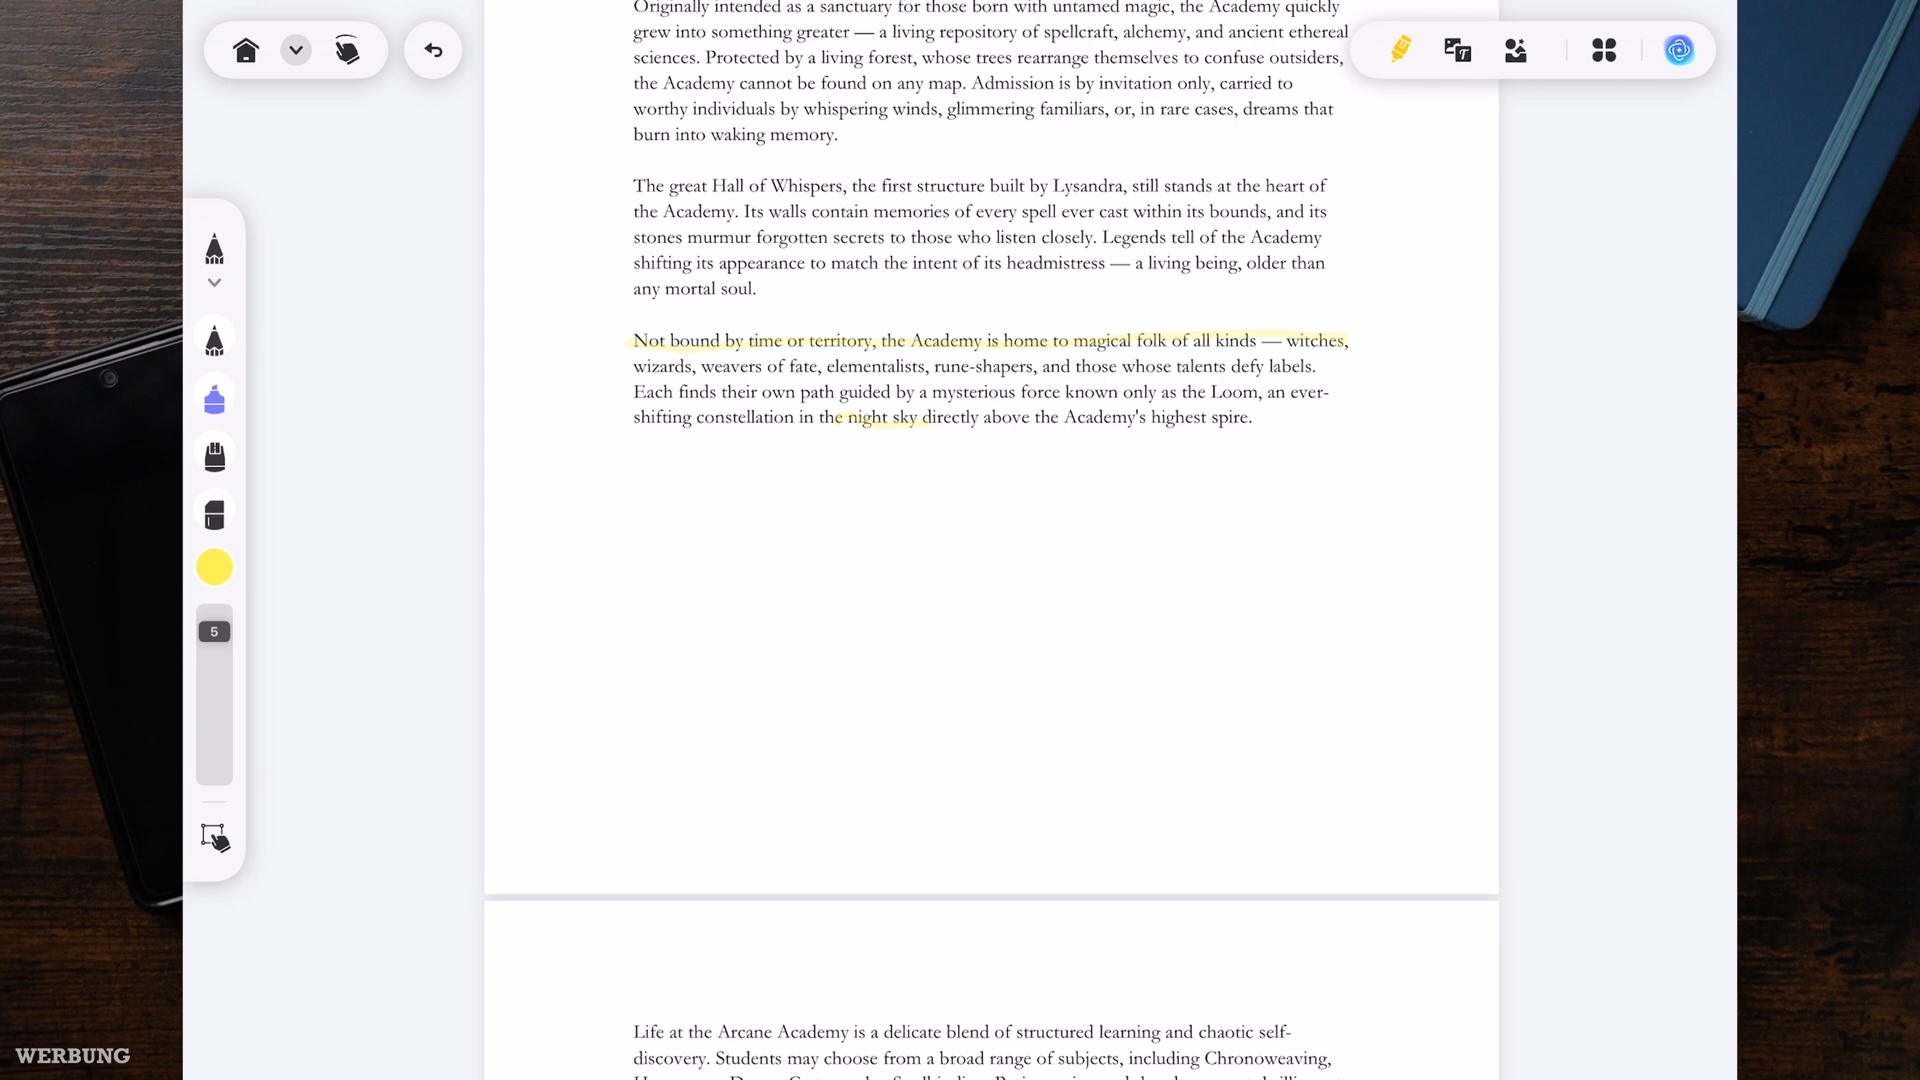 Originally intended as a sanctuary for those born with untamed magic, the Academy quickly
grew into something greater — a living repository of spellcraft, alchemy, and ancient ethereal
sciences. Protected by a living forest, whose trees rearrange themselves to confuse outsiders,
the Academy cannot be found on any map. Admission is by invitation only, carried to
worthy individuals by whispering winds, glimmering familiars, or, in rare cases, dreams that
burn into waking memory.
The great Hall of Whispers, the first structure built by Lysandra, still stands at the heart of
the Academy. Its walls contain memories of every spell ever cast within its bounds, and its
stones murmur forgotten secrets to those who listen closely. Legends tell of the Academy
shifting its appearance to match the intent of its headmistress — a living being, older than
any mortal soul.
Not bound by time or territory, the Academy is home to magical folk of all kinds — witches,
wizards, weavers of fate, elementalists, rune-shapers, and those whose talents defy labels.
Each finds their own path guided by a mysterious force known only as the Loom, an ever-
shifting constellation in the night sky directly above the Academy's highest spire.
5
Life at the Arcane Academy is a delicate blend of structured learning and chaotic self-
discovery. Students may choose from a broad range of subjects, including Chronoweaving,
WERBUNG